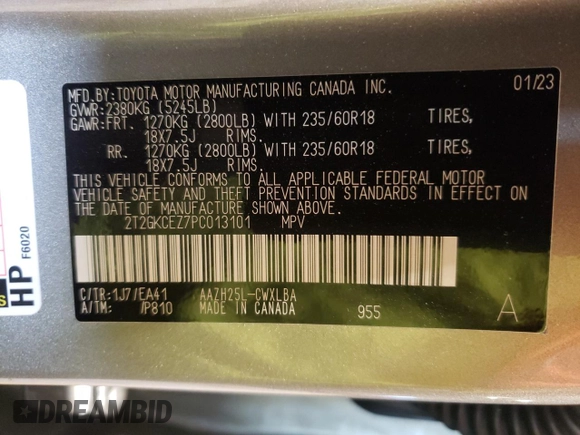 MFD.BY:TOYOTA MOTOR MANUFACTURING CANADA INC. 01/23
GVWR:2380KG (5245LB)
GAWR:FRT. 1270KG (2800LB) WITH 235/60R18 TIRES,
18X7.5J RIMS.
RR. 1270KG (2800LB) WITH 235/60R18 TIRES,
18X7.5J RIMS.
THIS VEHICLE CONFORMS TO ALL APPLICABLE FEDERAL MOTOR
VEHICLE SAFETY AND THEFT PREVENTION STANDARDS IN EFFECT ON
THE DATE OF MANUFACTURE SHOWN ABOVE.
2T2GKCEZ7PC013101 MPV
C/TR:1J7/EA41 AAZH25L-CWXLBA
A/TM: /P810 MADE IN CANADA 955 A
HP F6020
S
DREAMBID